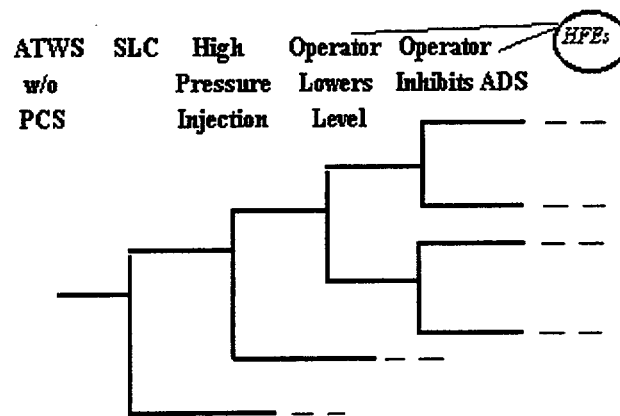 HFEs
ATWS SLC High Operator Operator
w/o Pressure Lowers Inhibits ADS
PCS Injection Level